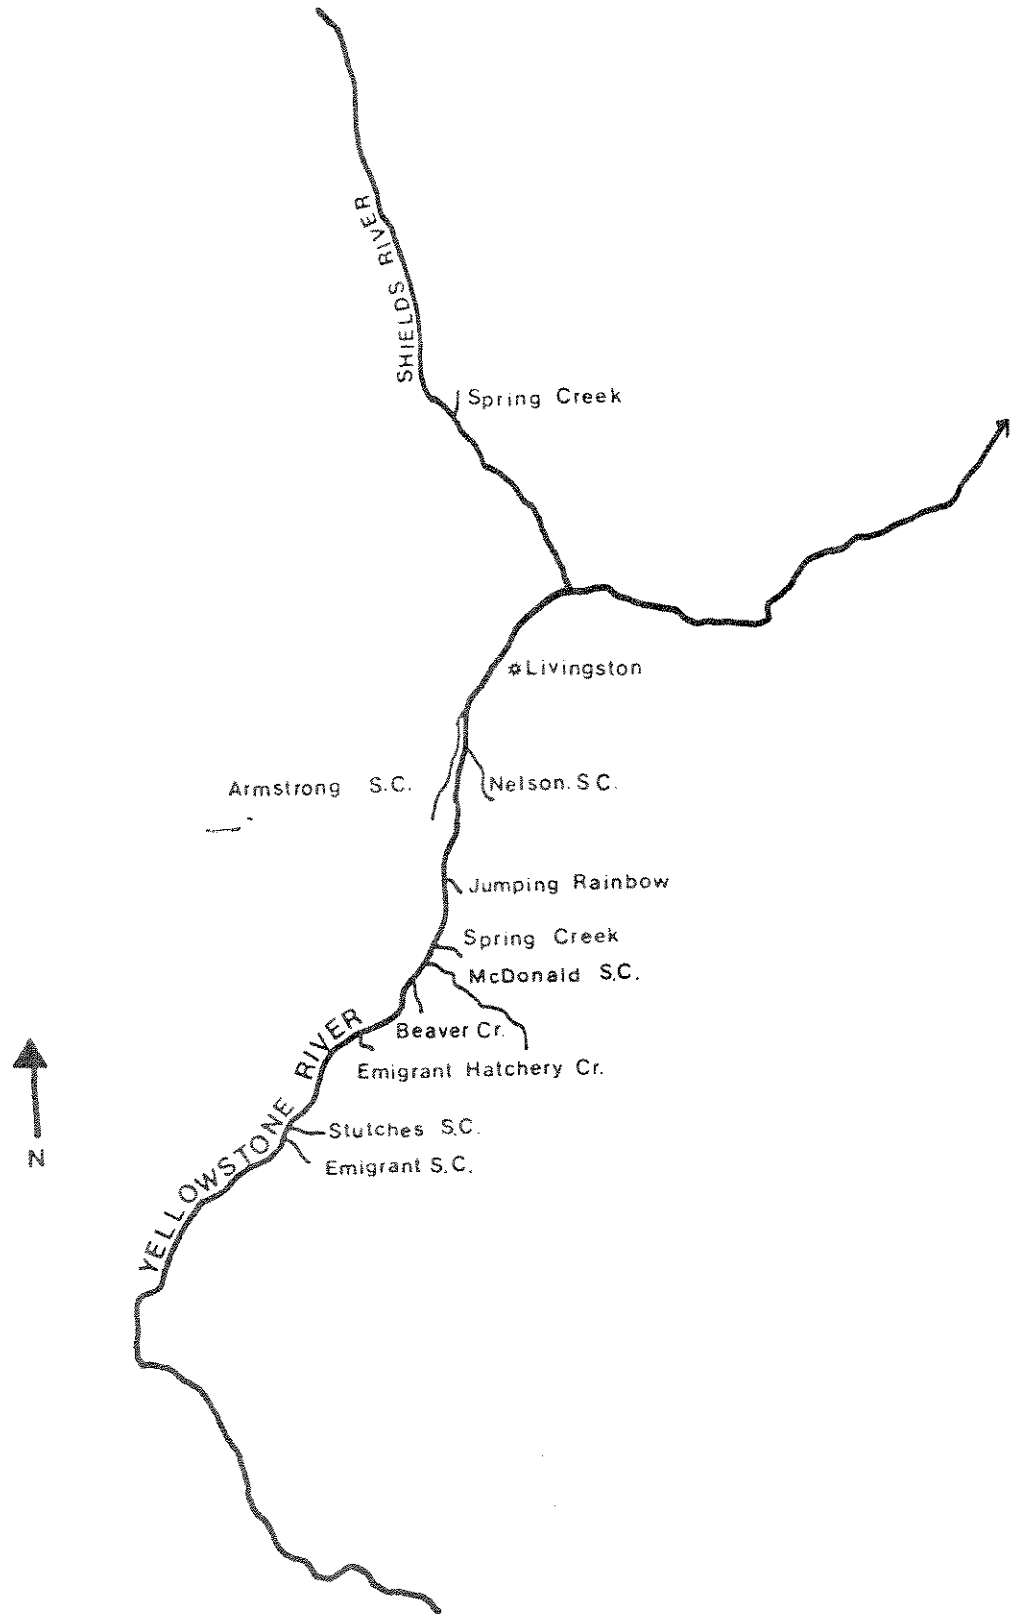 SHIELDS RIVER
Spring Creek
*Livingston
Armstrong S.C.
Nelson. S C.
Jumping Rainbow
Spring Creek
McDonald S.C.
Beaver Cr.
Emigrant Hatchery Cr.
YELLOWSTONE RIVER
Stutches S.C.
Emigrant S.C.
N